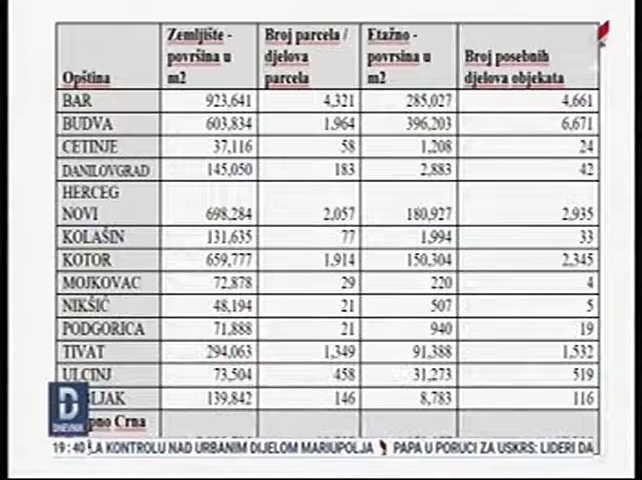 Opština Zemljište - površina u m2 Broj parcela / djelova parcela Etažno - površina u m2 Broj posebnih djelova objekata
BAR 923,641 4,321 285,027 4,661
BUDVA 603,834 1,964 396,203 6,671
CETINJE 37,116 58 1,208 24
DANILOVGRAD 145,050 183 2,883 42
HERCEG
NOVI 698,284 2,057 180,927 2,935
KOLAŠIN 131,635 77 1,994 33
KOTOR 659,777 1,914 150,304 2,345
MOJKOVAC 72,878 29 220 4
NIKŠIĆ 48,194 21 507 5
PODGORICA 71,888 21 940 19
TIVAT 294,063 1,349 91,388 1,532
ULCINJ 73,504 458 31,273 519
LJAK 139,842 146 8,783 116
pno Crna
D
DNEVNIK
19:40 LA KONTROLU NAD URBANIM DIJELOM MARIUPOLJA PAPA U PORUCI ZA USKRS: LIDERI DA